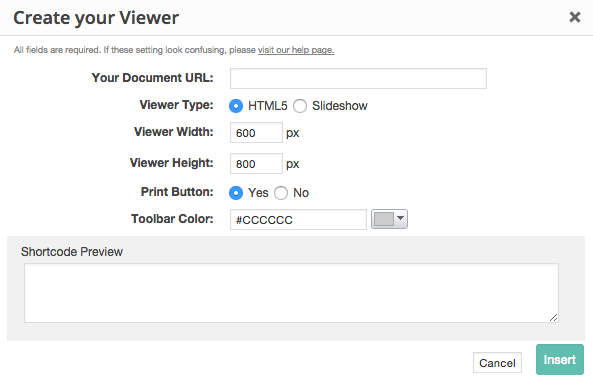 Create your Viewer
All fields are required. If these setting look confusing, please visit our help page.
Your Document URL:
Viewer Type: HTML5 Slideshow
Viewer Width: 600 px
Viewer Height: 800 px
Print Button: Yes No
Toolbar Color: #CCCCCC
Shortcode Preview
Cancel Insert